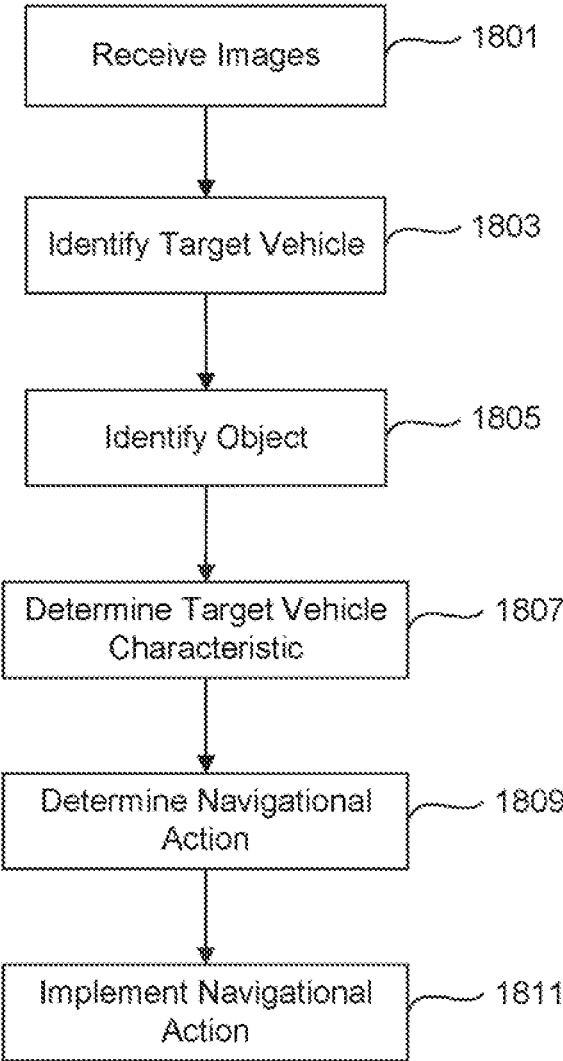 Receive Images
1801
Identify Target Vehicle
1803
Identify Object
1805
Determine Target Vehicle
Characteristic
1807
Determine Navigational
Action
1809
Implement Navigational
Action
1811